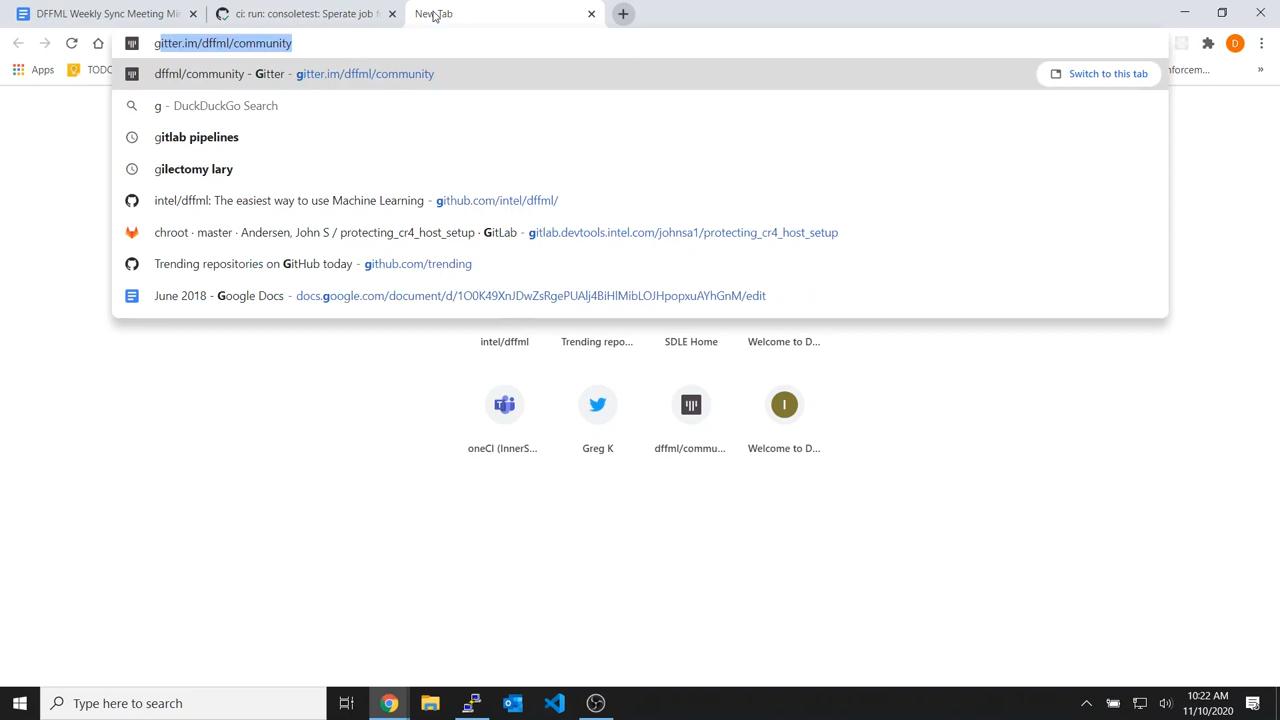 DFFML Weekly Sync Meeting Mi
ci: run: consoletest: Sperate job f
New Tab
gitter.im/dffml/community
Apps
TODO
nforcem...
»
dffml/community - Gitter - gitter.im/dffml/community
Switch to this tab
g - DuckDuckGo Search
gitlab pipelines
gilectomy lary
intel/dffml: The easiest way to use Machine Learning - github.com/intel/dffml/
chroot · master · Andersen, John S / protecting_cr4_host_setup · GitLab - gitlab.devtools.intel.com/johnsa1/protecting_cr4_host_setup
Trending repositories on GitHub today - github.com/trending
June 2018 - Google Docs - docs.google.com/document/d/1O0K49XnJDwZsRgePUAlj4BiHlMibLOJHpopxuAYhGnM/edit
intel/dffml
Trending repo...
SDLE Home
Welcome to D...
I
oneCI (InnerS...
Greg K
dffml/commu...
Welcome to D...
Type here to search
10:22 AM
11/10/2020
D